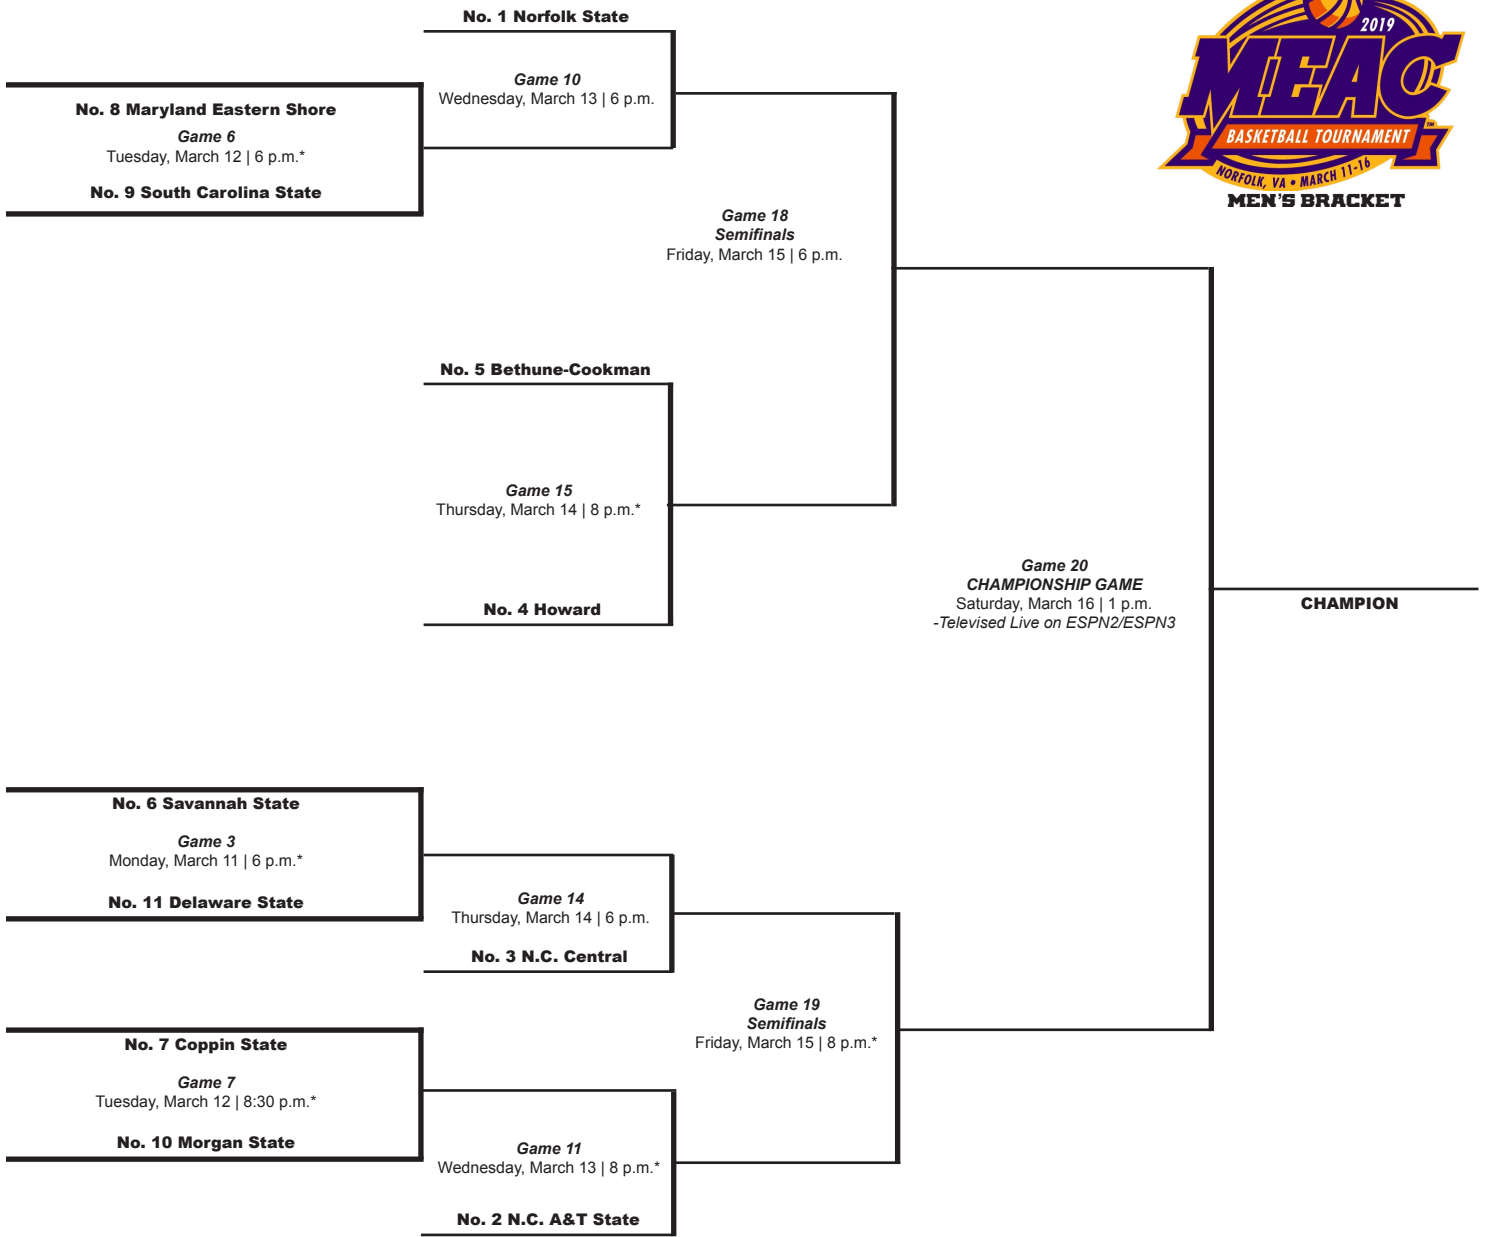 No. 1 Norfolk State
Game 10
Wednesday, March 13 | 6 p.m.
No. 8 Maryland Eastern Shore
Game 6
Tuesday, March 12 | 6 p.m.*
No. 9 South Carolina State
2019
MEAC
TM
BASKETBALL TOURNAMENT
NORFOLK, VA • MARCH 11-16
MEN'S BRACKET
Game 18
Semifinals
Friday, March 15 | 6 p.m.
No. 5 Bethune-Cookman
Game 15
Thursday, March 14 | 8 p.m.*
No. 4 Howard
Game 20
CHAMPIONSHIP GAME
Saturday, March 16 | 1 p.m.
-Televised Live on ESPN2/ESPN3
CHAMPION
No. 6 Savannah State
Game 3
Monday, March 11 | 6 p.m.*
No. 11 Delaware State
Game 14
Thursday, March 14 | 6 p.m.
No. 3 N.C. Central
Game 19
Semifinals
Friday, March 15 | 8 p.m.*
No. 7 Coppin State
Game 7
Tuesday, March 12 | 8:30 p.m.*
No. 10 Morgan State
Game 11
Wednesday, March 13 | 8 p.m.*
No. 2 N.C. A&T State